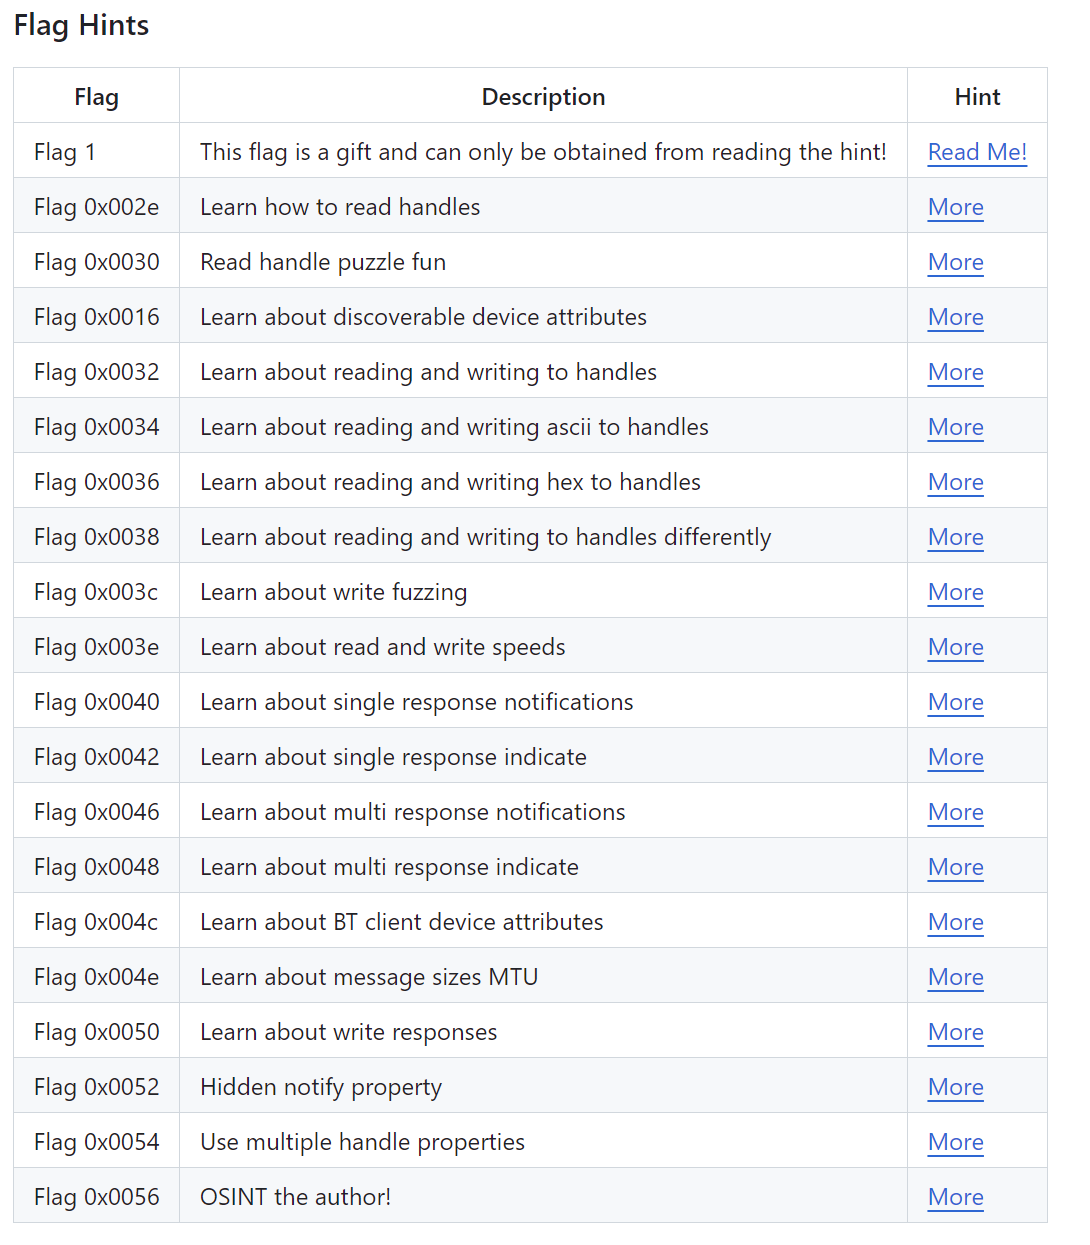 Flag Hints
Flag Description Hint
Flag 1 This flag is a gift and can only be obtained from reading the hint! Read Me!
Flag 0x002e Learn how to read handles More
Flag 0x0030 Read handle puzzle fun More
Flag 0x0016 Learn about discoverable device attributes More
Flag 0x0032 Learn about reading and writing to handles More
Flag 0x0034 Learn about reading and writing ascii to handles More
Flag 0x0036 Learn about reading and writing hex to handles More
Flag 0x0038 Learn about reading and writing to handles differently More
Flag 0x003c Learn about write fuzzing More
Flag 0x003e Learn about read and write speeds More
Flag 0x0040 Learn about single response notifications More
Flag 0x0042 Learn about single response indicate More
Flag 0x0046 Learn about multi response notifications More
Flag 0x0048 Learn about multi response indicate More
Flag 0x004c Learn about BT client device attributes More
Flag 0x004e Learn about message sizes MTU More
Flag 0x0050 Learn about write responses More
Flag 0x0052 Hidden notify property More
Flag 0x0054 Use multiple handle properties More
Flag 0x0056 OSINT the author! More